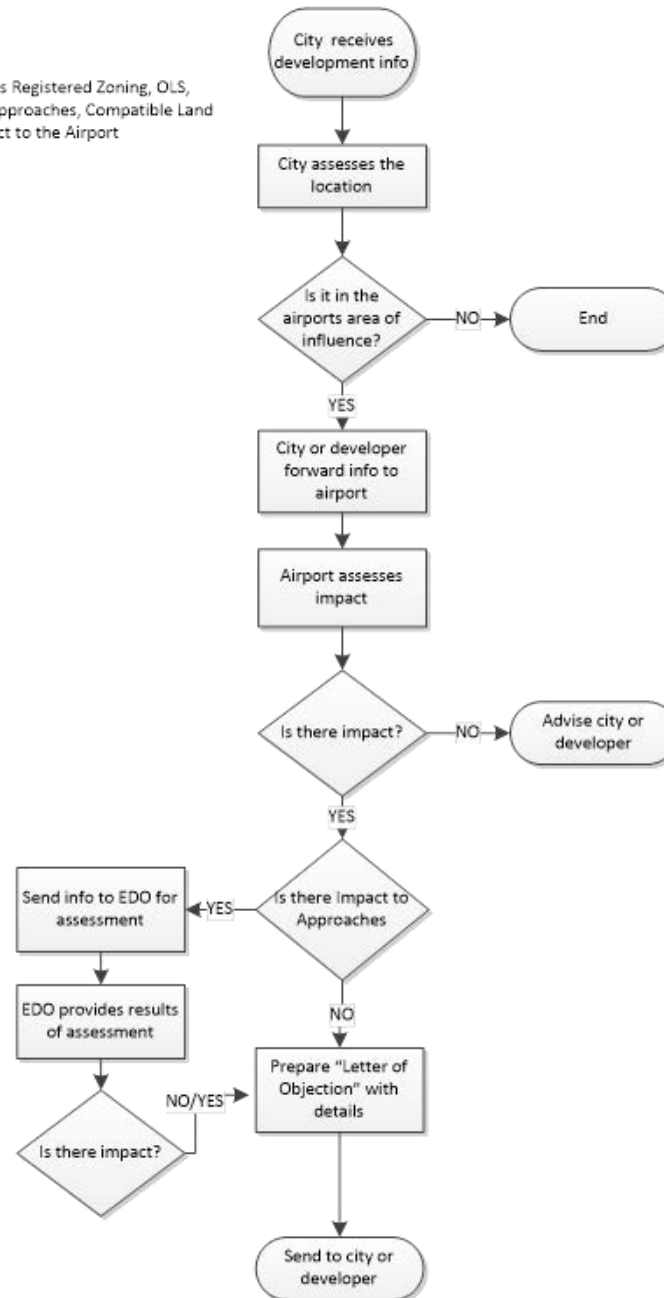 City receives
development info
s Registered Zoning, OLS,
pproaches, Compatible Land
ct to the Airport
City assesses the
location
Is it in the
airports area of
influence?
NO
End
YES
City or developer
forward info to
airport
Airport assesses
impact
Is there impact?
NO
Advise city or
developer
YES
Is there Impact to
Approaches
YES
Send info to EDO for
assessment
EDO provides results
of assessment
Is there impact?
NO/YES
NO
Prepare “Letter of
Objection” with
details
Send to city or
developer